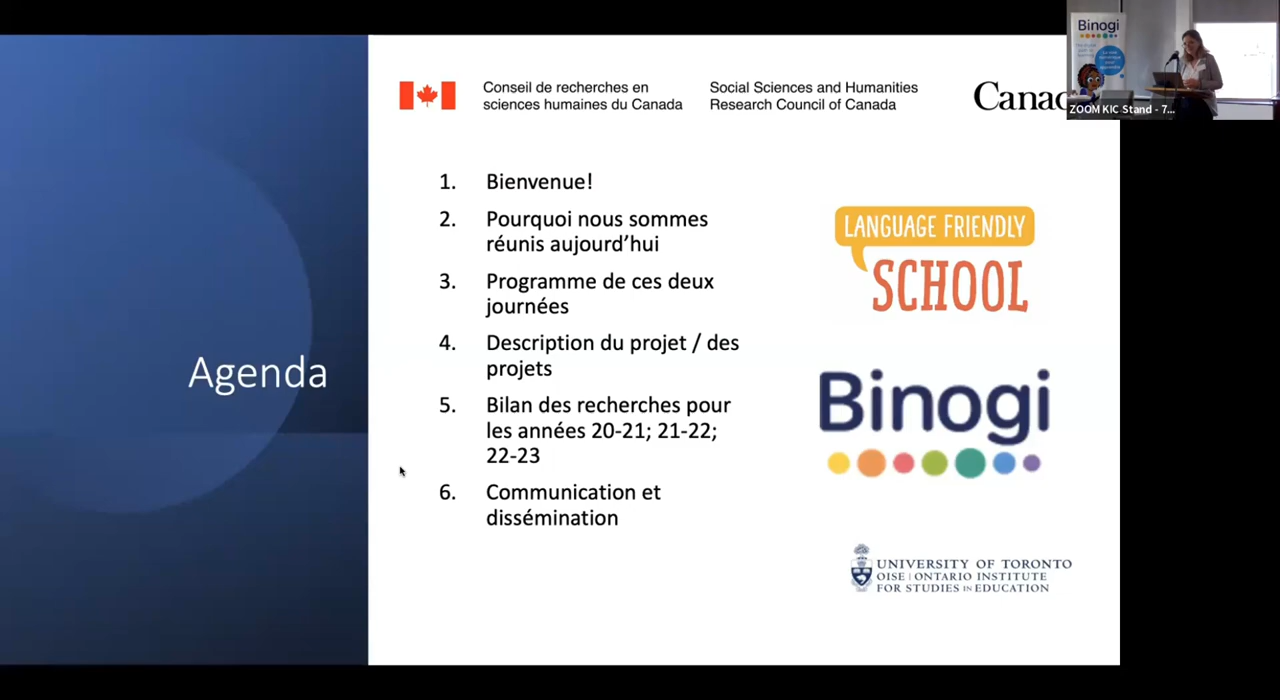 Agenda
Conseil de recherches en
sciences humaines du Canada
Social Sciences and Humanities
Research Council of Canada
1. Bienvenue!
2. Pourquoi nous sommes
réunis aujourd’hui
3. Programme de ces deux
journées
4. Description du projet / des
projets
5. Bilan des recherches pour
les années 20-21; 21-22;
22-23
6. Communication et
dissémination
LANGUAGE FRIENDLY
SCHOOL
Binogi
UNIVERSITY OF TORONTO
OISE | ONTARIO INSTITUTE
FOR STUDIES IN EDUCATION
Binogi
ZOOM KIC Stand - 7...